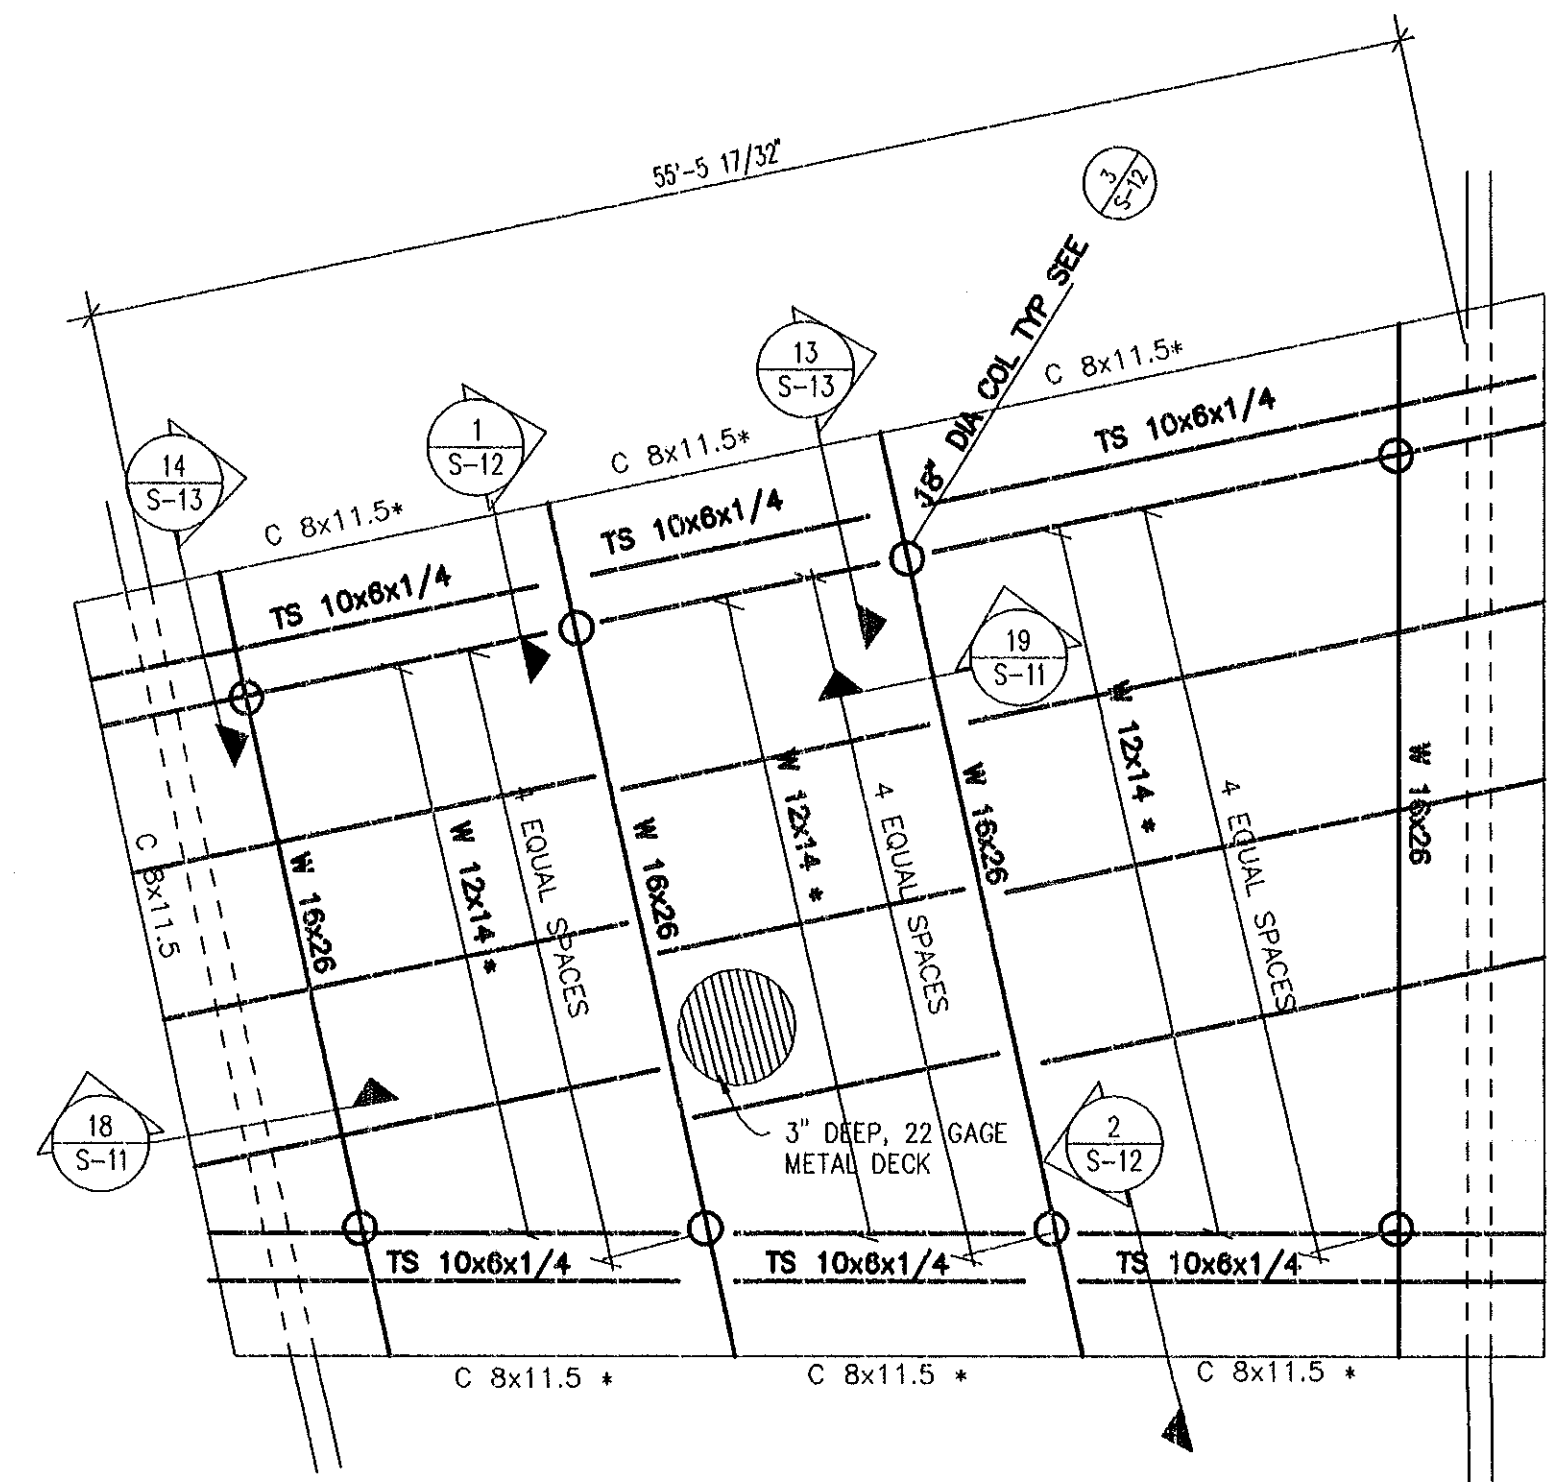 55'-5 17/32"
3
S-12
18" DIA COL TYP SEE
13
S-13
C 8x11.5*
TS 10x6x1/4
1
S-12
C 8x11.5*
14
S-13
C 8x11.5*
TS 10x6x1/4
TS 10x6x1/4
19
S-11
W 12x14 *
W 16x26
4 EQUAL SPACES
W 12x14 *
4 EQUAL SPACES
W 16x26
W 16x26
W 12x14 *
4 EQUAL SPACES
W 16x26
C 8x11.5
18
S-11
3" DEEP, 22 GAGE
METAL DECK
2
S-12
TS 10x6x1/4
TS 10x6x1/4
TS 10x6x1/4
C 8x11.5 *
C 8x11.5 *
C 8x11.5 *